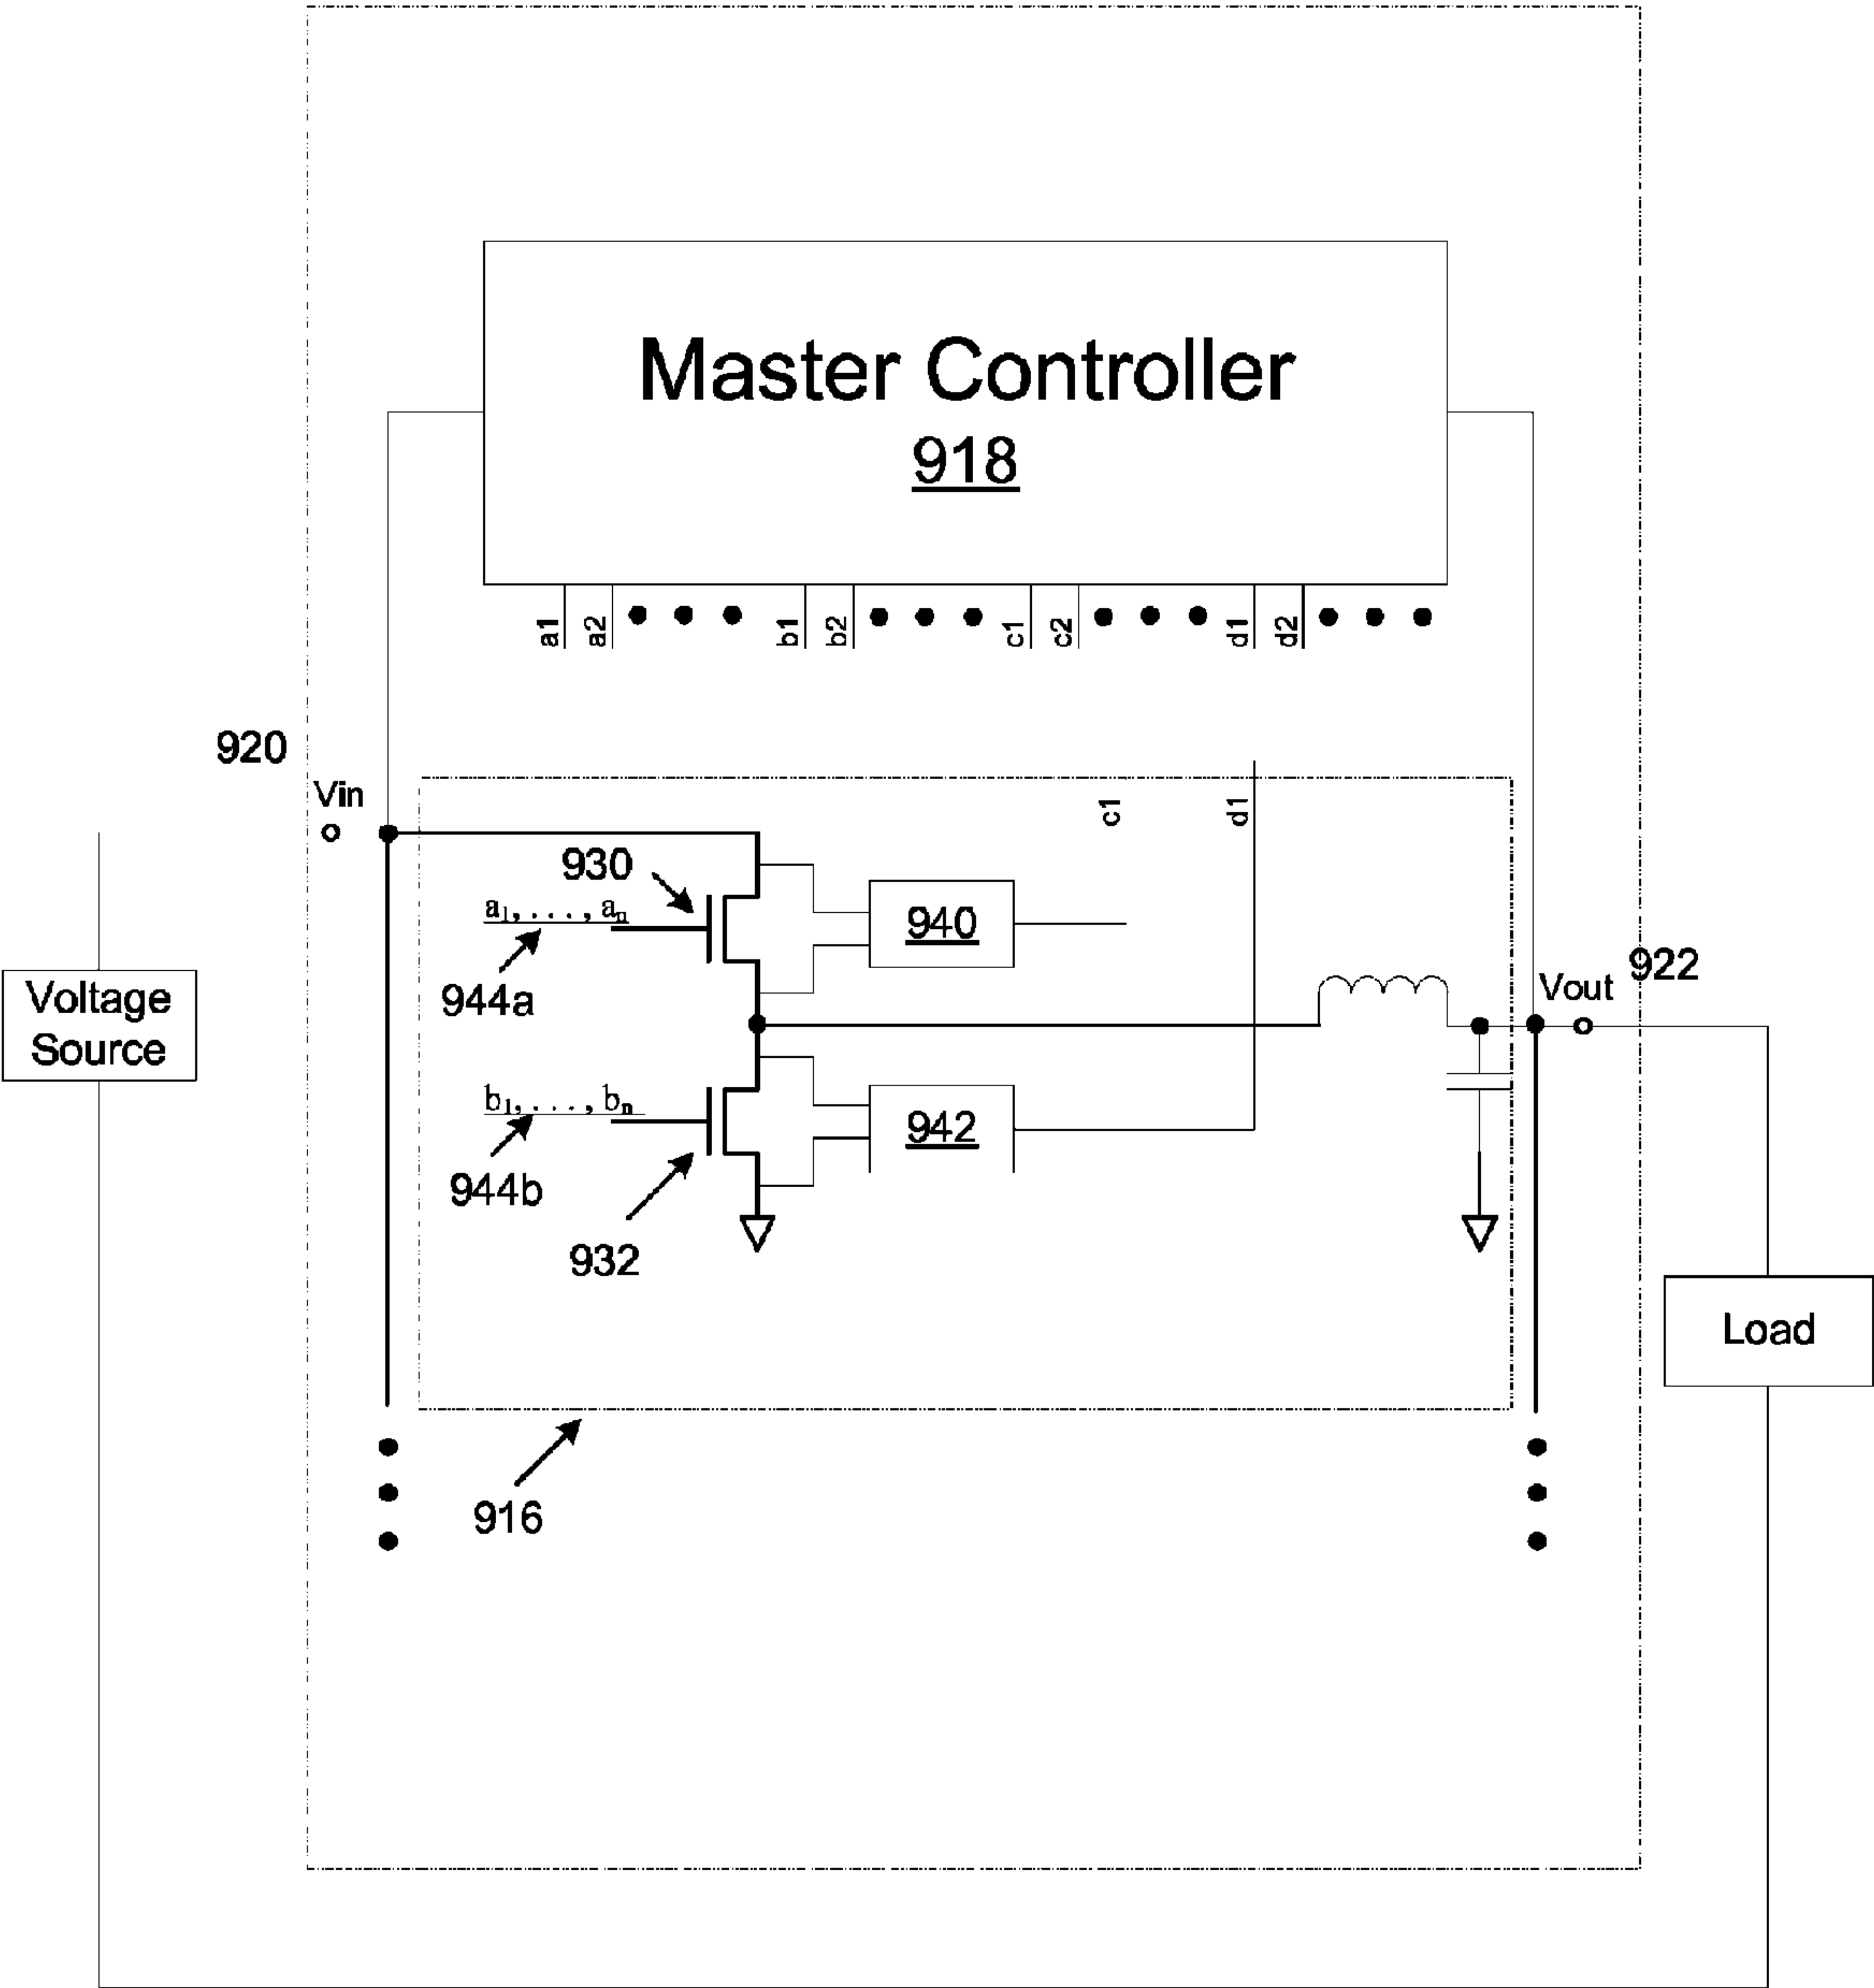 Master Controller
918
a1
a2
b1
b2
c1
c2
d1
d2
920
Vin
c1
d1
930
a₁, . . . , aₙ
940
944a
922
Vout
Voltage
Source
b₁, . . . , bₙ
942
944b
932
Load
916